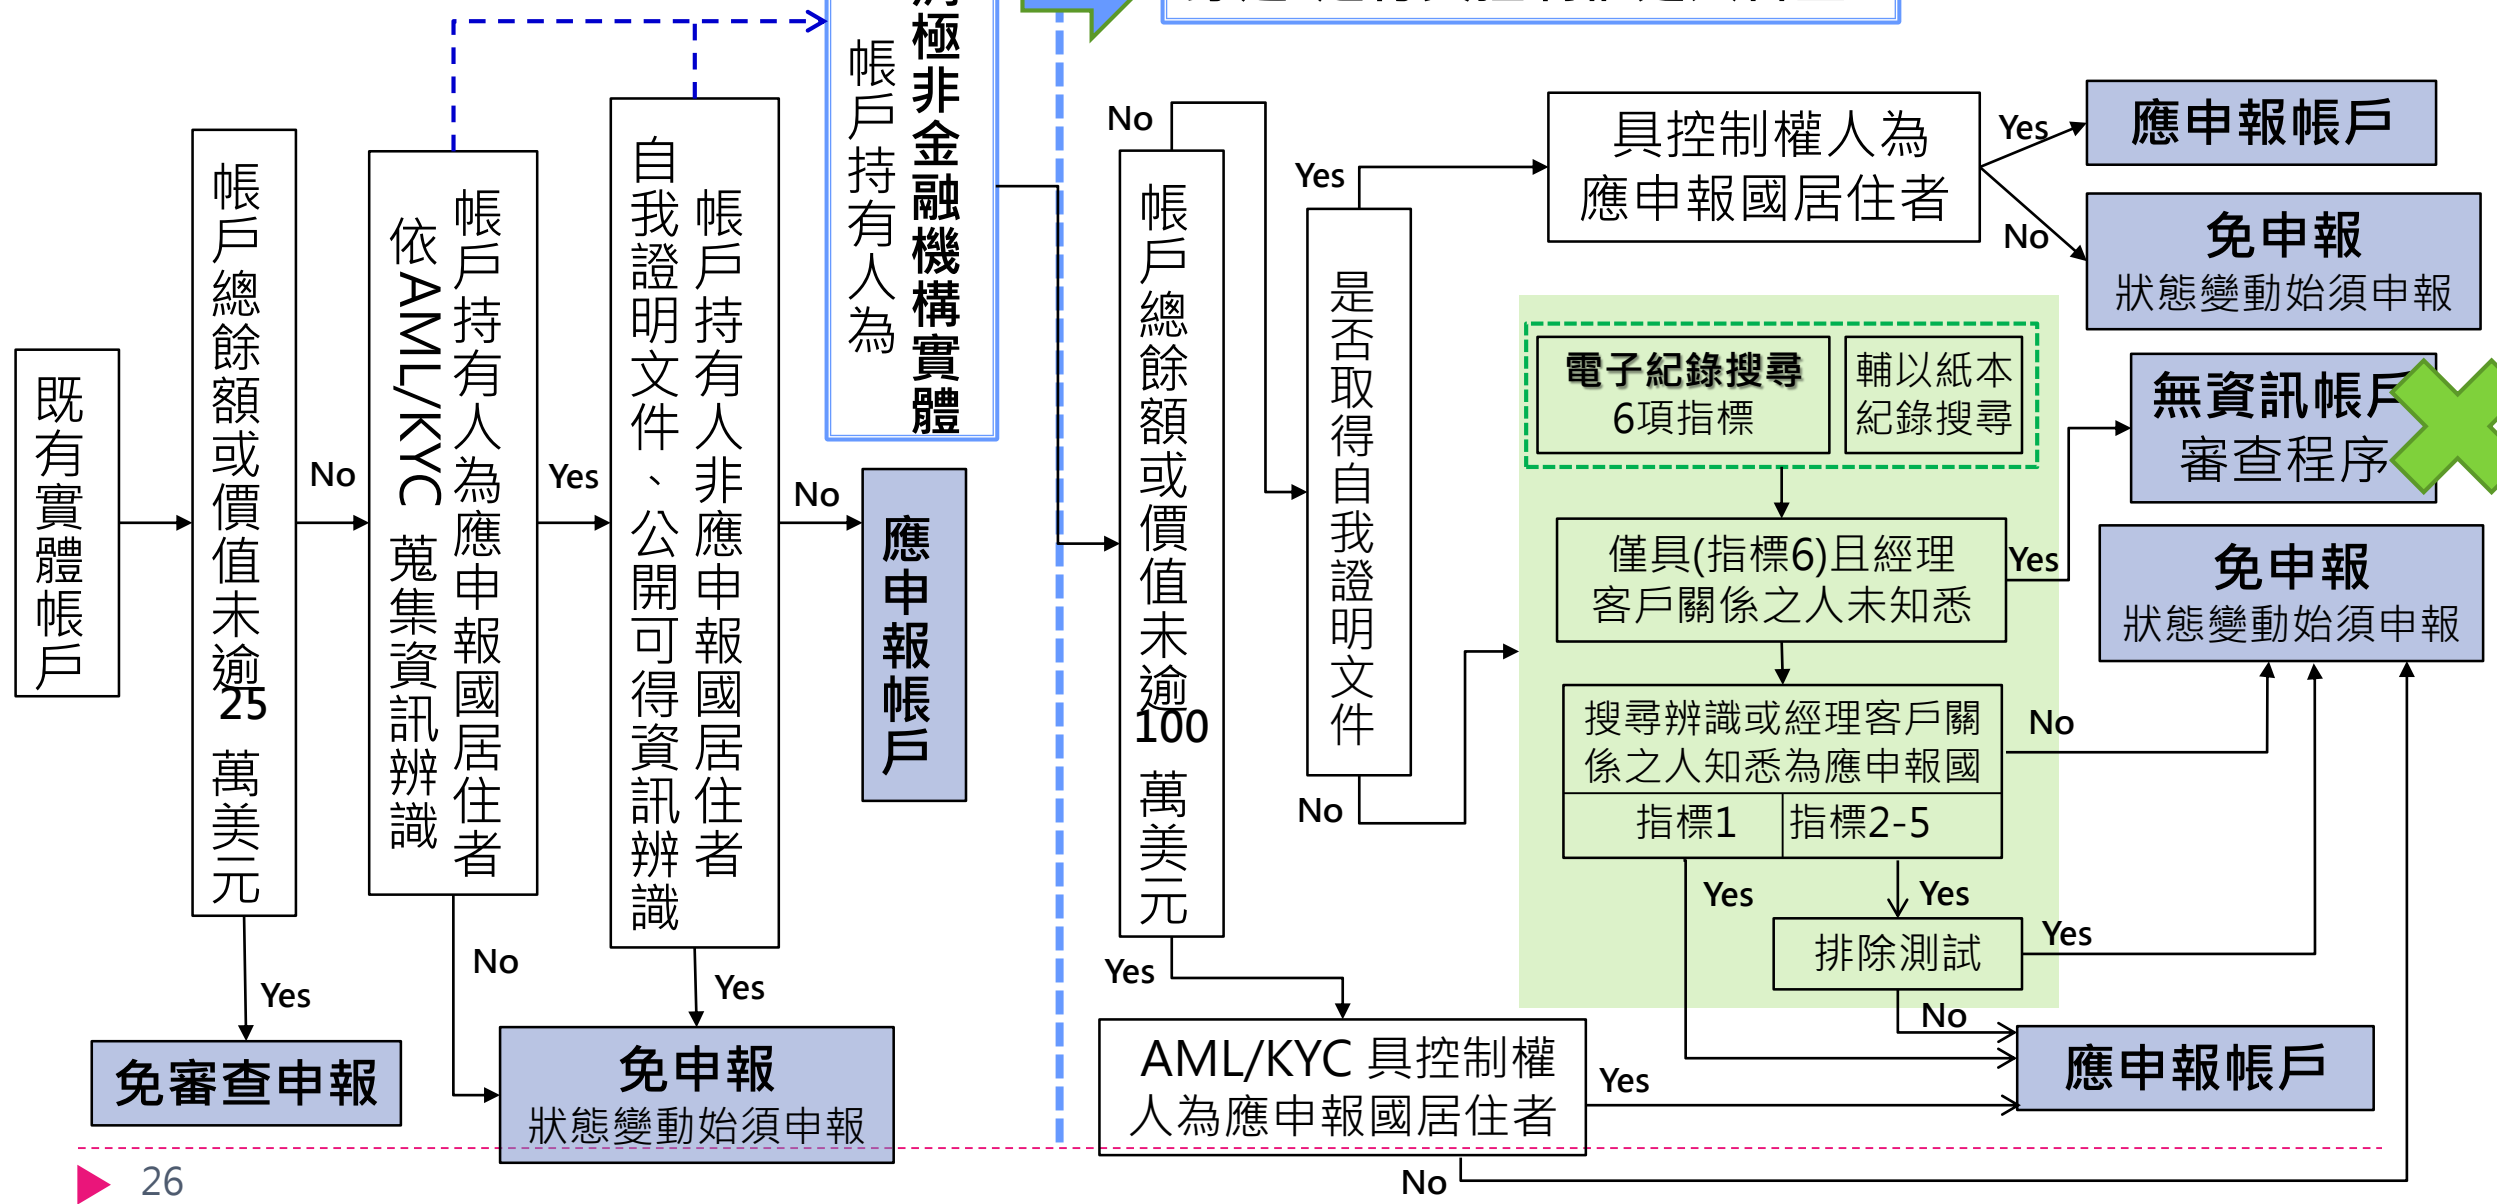 既有實體帳戶
帳戶總餘額或價值未逾
25
萬美元
No
Yes
免審查申報
帳戶持有人為應申報國居住者
依AML/KYC 蒐集資訊辨識
Yes
No
帳戶持有人非應申報國居住者
自我證明文件、公開可得資訊辨識
No
Yes
免申報
狀態變動始須申報
應申報帳戶
極非金融機構實體
帳戶持有人為
帳戶總餘額或價值未逾
100
萬美元
No
Yes
是否取得自我證明文件
Yes
No
具控制權人為
應申報國居住者
Yes
應申報帳戶
No
免申報
狀態變動始須申報
電子紀錄搜尋
6項指標
輔以紙本
紀錄搜尋
僅具(指標6)且經理
客戶關係之人未知悉
Yes
無資訊帳戶
審查程序
搜尋辨識或經理客戶關
係之人知悉為應申報國
指標1
指標2-5
No
免申報
狀態變動始須申報
Yes
Yes
排除測試
Yes
No
AML/KYC 具控制權
人為應申報國居住者
Yes
應申報帳戶
No
26